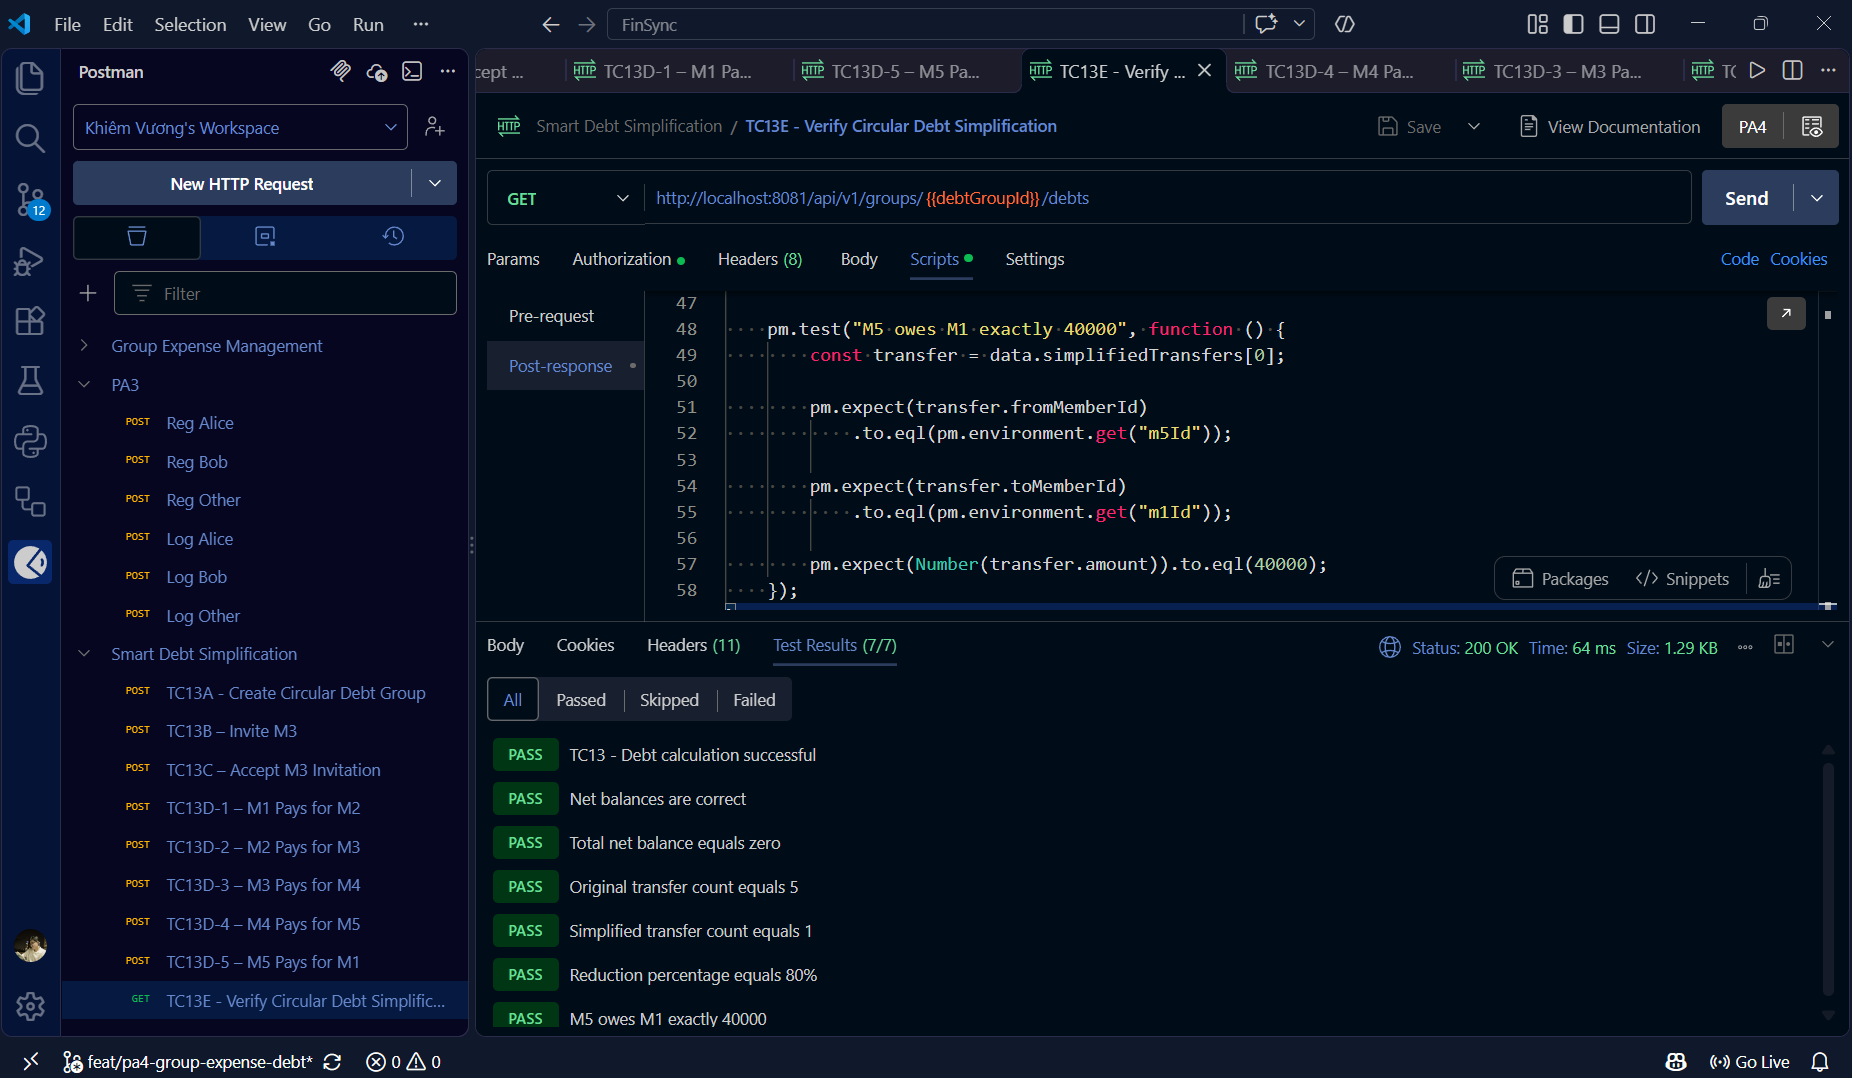 File Edit Selection View Go Run ···
FinSync
Postman
cept ...
HTTP TC13D-1 – M1 Pa...
HTTP TC13D-5 – M5 Pa...
HTTP TC13E - Verify ...
HTTP TC13D-4 – M4 Pa...
HTTP TC13D-3 – M3 Pa...
HTTP TC
Khiêm Vương's Workspace
New HTTP Request
12
Filter
Group Expense Management
PA3
POST Reg Alice
POST Reg Bob
POST Reg Other
POST Log Alice
POST Log Bob
POST Log Other
Smart Debt Simplification
POST TC13A - Create Circular Debt Group
POST TC13B – Invite M3
POST TC13C – Accept M3 Invitation
POST TC13D-1 – M1 Pays for M2
POST TC13D-2 – M2 Pays for M3
POST TC13D-3 – M3 Pays for M4
POST TC13D-4 – M4 Pays for M5
POST TC13D-5 – M5 Pays for M1
GET TC13E - Verify Circular Debt Simplific...
HTTP Smart Debt Simplification / TC13E - Verify Circular Debt Simplification
Save
View Documentation
PA4
GET
http://localhost:8081/api/v1/groups/{{debtGroupId}}/debts
Send
Params Authorization Headers (8) Body Scripts Settings
Code Cookies
Pre-request
Post-response
47
48 pm.test("M5 owes M1 exactly 40000", function () {
49 const transfer = data.simplifiedTransfers[0];
50
51 pm.expect(transfer.fromMemberId)
52 .to.eql(pm.environment.get("m5Id"));
53
54 pm.expect(transfer.toMemberId)
55 .to.eql(pm.environment.get("m1Id"));
56
57 pm.expect(Number(transfer.amount)).to.eql(40000);
58 });
Packages </> Snippets
Body Cookies Headers (11) Test Results (7/7)
Status: 200 OK Time: 64 ms Size: 1.29 KB
All Passed Skipped Failed
PASS TC13 - Debt calculation successful
PASS Net balances are correct
PASS Total net balance equals zero
PASS Original transfer count equals 5
PASS Simplified transfer count equals 1
PASS Reduction percentage equals 80%
PASS M5 owes M1 exactly 40000
feat/pa4-group-expense-debt* 0 0
Go Live